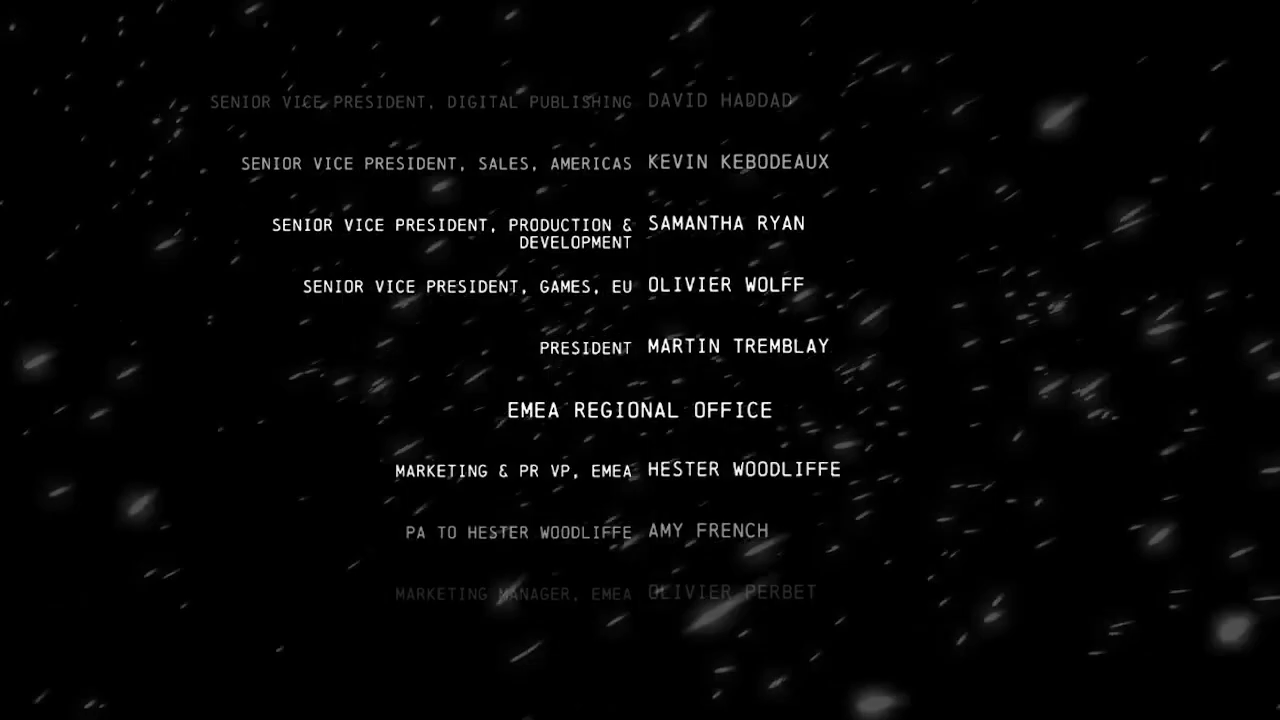 SENIOR VICE PRESIDENT, DIGITAL PUBLISHING DAVID HADDAD
SENIOR VICE PRESIDENT, SALES, AMERICAS KEVIN KEBODEAUX
SENIOR VICE PRESIDENT, PRODUCTION & SAMANTHA RYAN
DEVELOPMENT
SENIOR VICE PRESIDENT, GAMES, EU OLIVIER WOLFF
PRESIDENT MARTIN TREMBLAY
EMEA REGIONAL OFFICE
MARKETING & PR VP, EMEA HESTER WOODLIFFE
PA TO HESTER WOODLIFFE AMY FRENCH
MARKETING MANAGER, EMEA OLIVIER PERBET